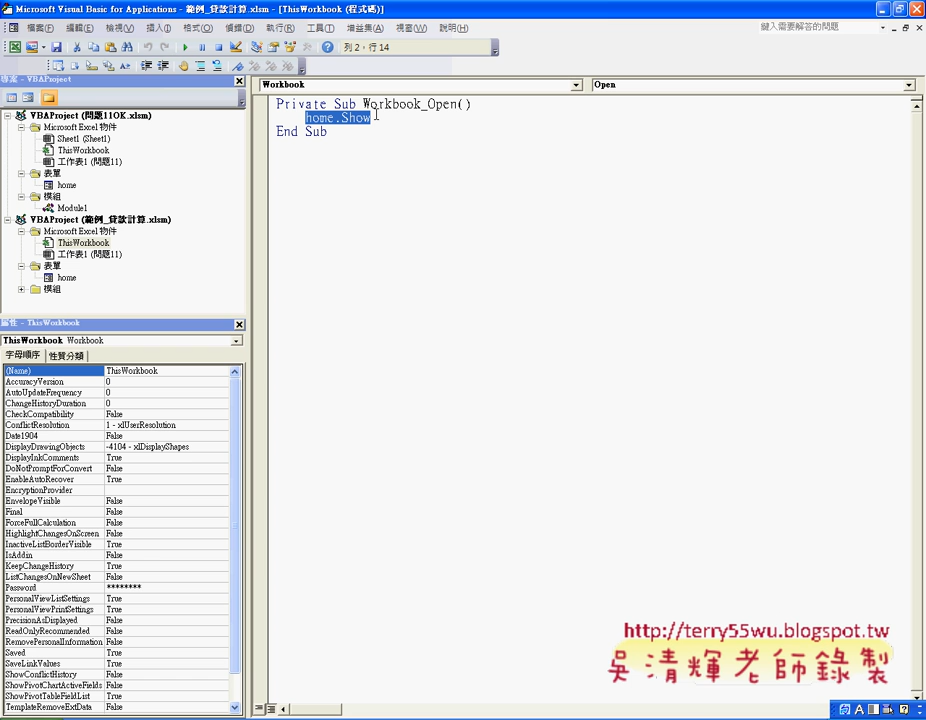 Microsoft Visual Basic for Applications - 範例_貸款計算.xlsm - [ThisWorkbook (程式碼)]
檔案(F) 編輯(E) 檢視(V) 插入(I) 格式(O) 偵錯(D) 執行(R) 工具(T) 增益集(A) 視窗(W) 說明(H) 鍵入需要解答的問題
列 2，行 14
專案 - VBAProject
VBAProject (問題11OK.xlsm)
Microsoft Excel 物件
Sheet1 (Sheet1)
ThisWorkbook
工作表1 (問題11)
表單
home
模組
Module1
VBAProject (範例_貸款計算.xlsm)
Microsoft Excel 物件
ThisWorkbook
工作表1 (問題11)
表單
home
模組
屬性 - ThisWorkbook
ThisWorkbook Workbook
字母順序 性質分類
(Name) ThisWorkbook
AccuracyVersion 0
AutoUpdateFrequency 0
ChangeHistoryDuration 0
CheckCompatibility False
ConflictResolution 1 - xlUserResolution
Date1904 False
DisplayDrawingObjects -4104 - xlDisplayShapes
DisplayInkComments True
DoNotPromptForConvert False
EnableAutoRecover True
EncryptionProvider
EnvelopeVisible False
Final False
ForceFullCalculation False
HighlightChangesOnScreen False
InactiveListBorderVisible True
IsAddin False
KeepChangeHistory True
ListChangesOnNewSheet False
Password ********
PersonalViewListSettings True
PersonalViewPrintSettings True
PrecisionAsDisplayed False
ReadOnlyRecommended False
RemovePersonalInformation False
Saved True
SaveLinkValues True
ShowConflictHistory False
ShowPivotChartActiveFields False
ShowPivotTableFieldList True
TemplateRemoveExtData False
Workbook Open
Private Sub Workbook_Open()
home.Show
End Sub
http://terry55wu.blogspot.tw
吳清輝老師錄製